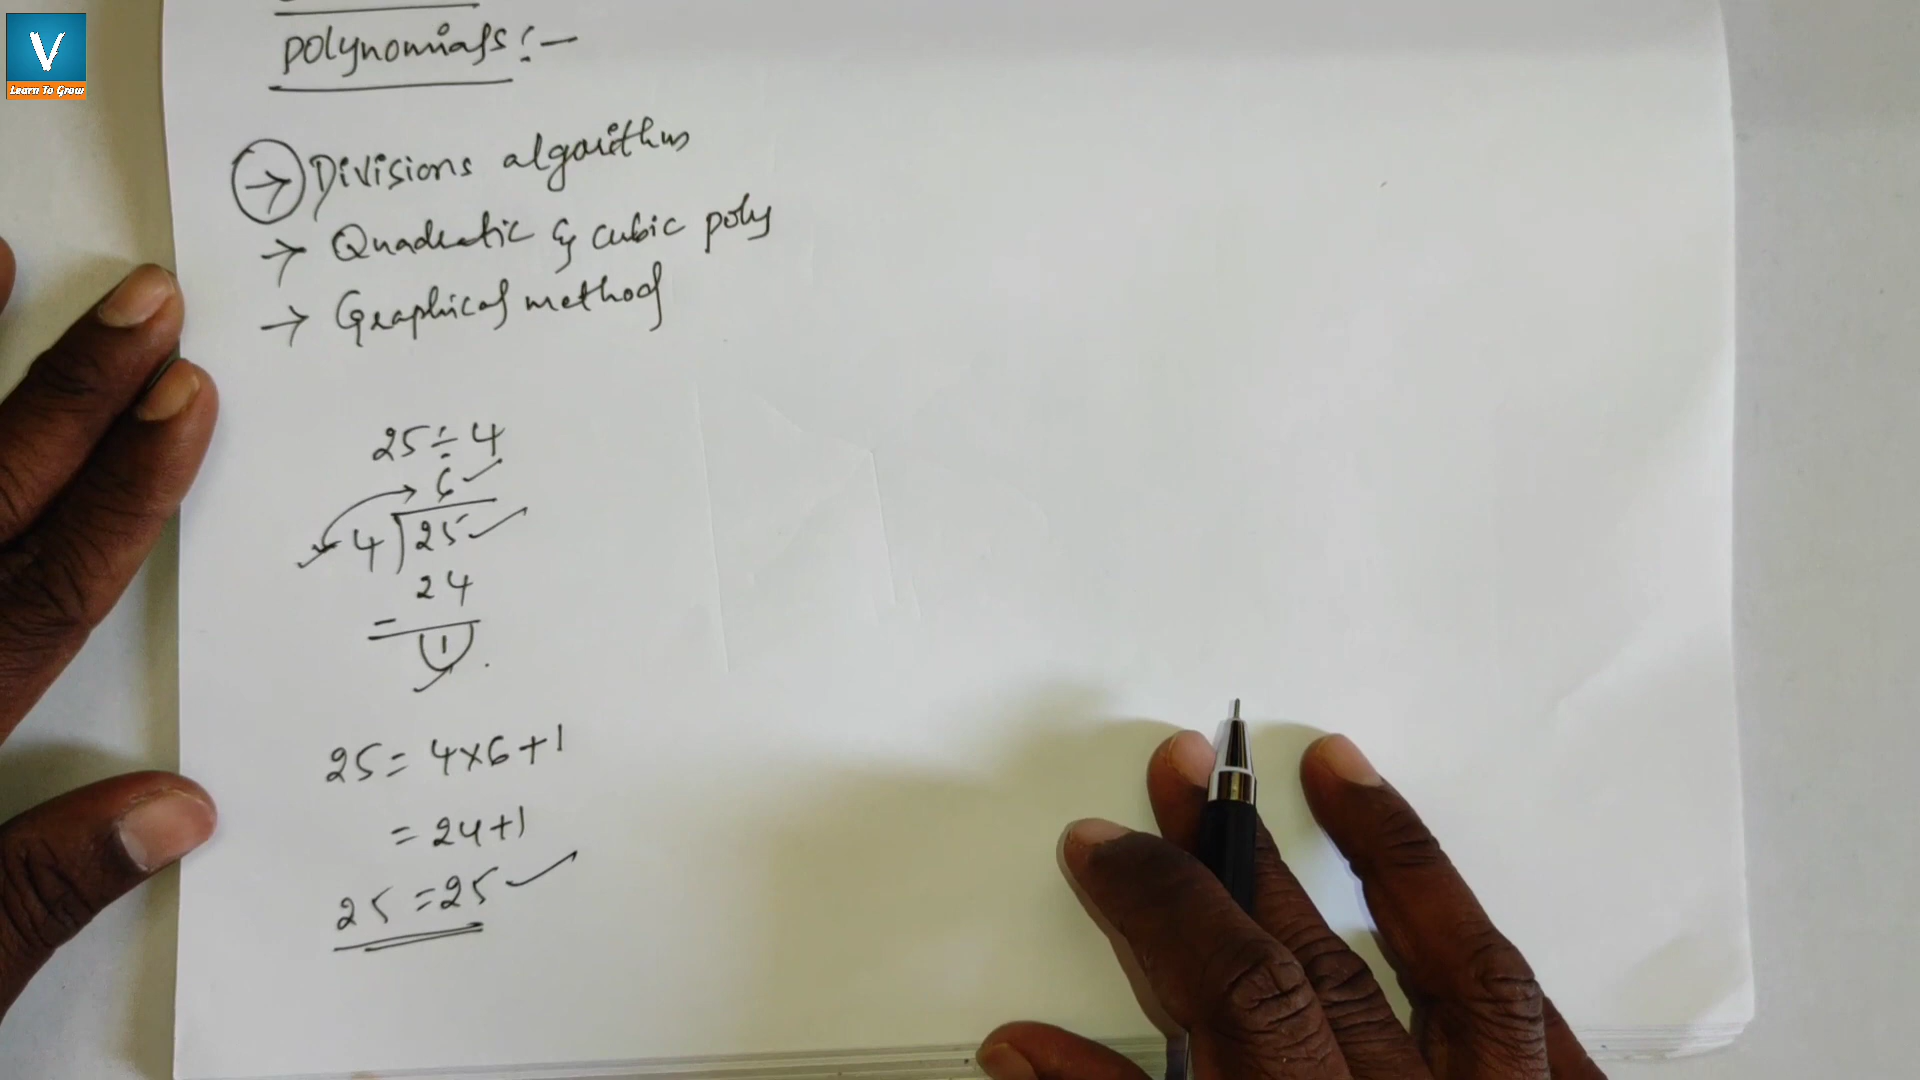 V
Learn To Grow
polynomials :-
→ Divisions algorithm
→ Quadratic & cubic poly
→ Graphical method
25 ÷ 4
6
4) 25
24
1
25 = 4×6+1
= 24+1
25 = 25